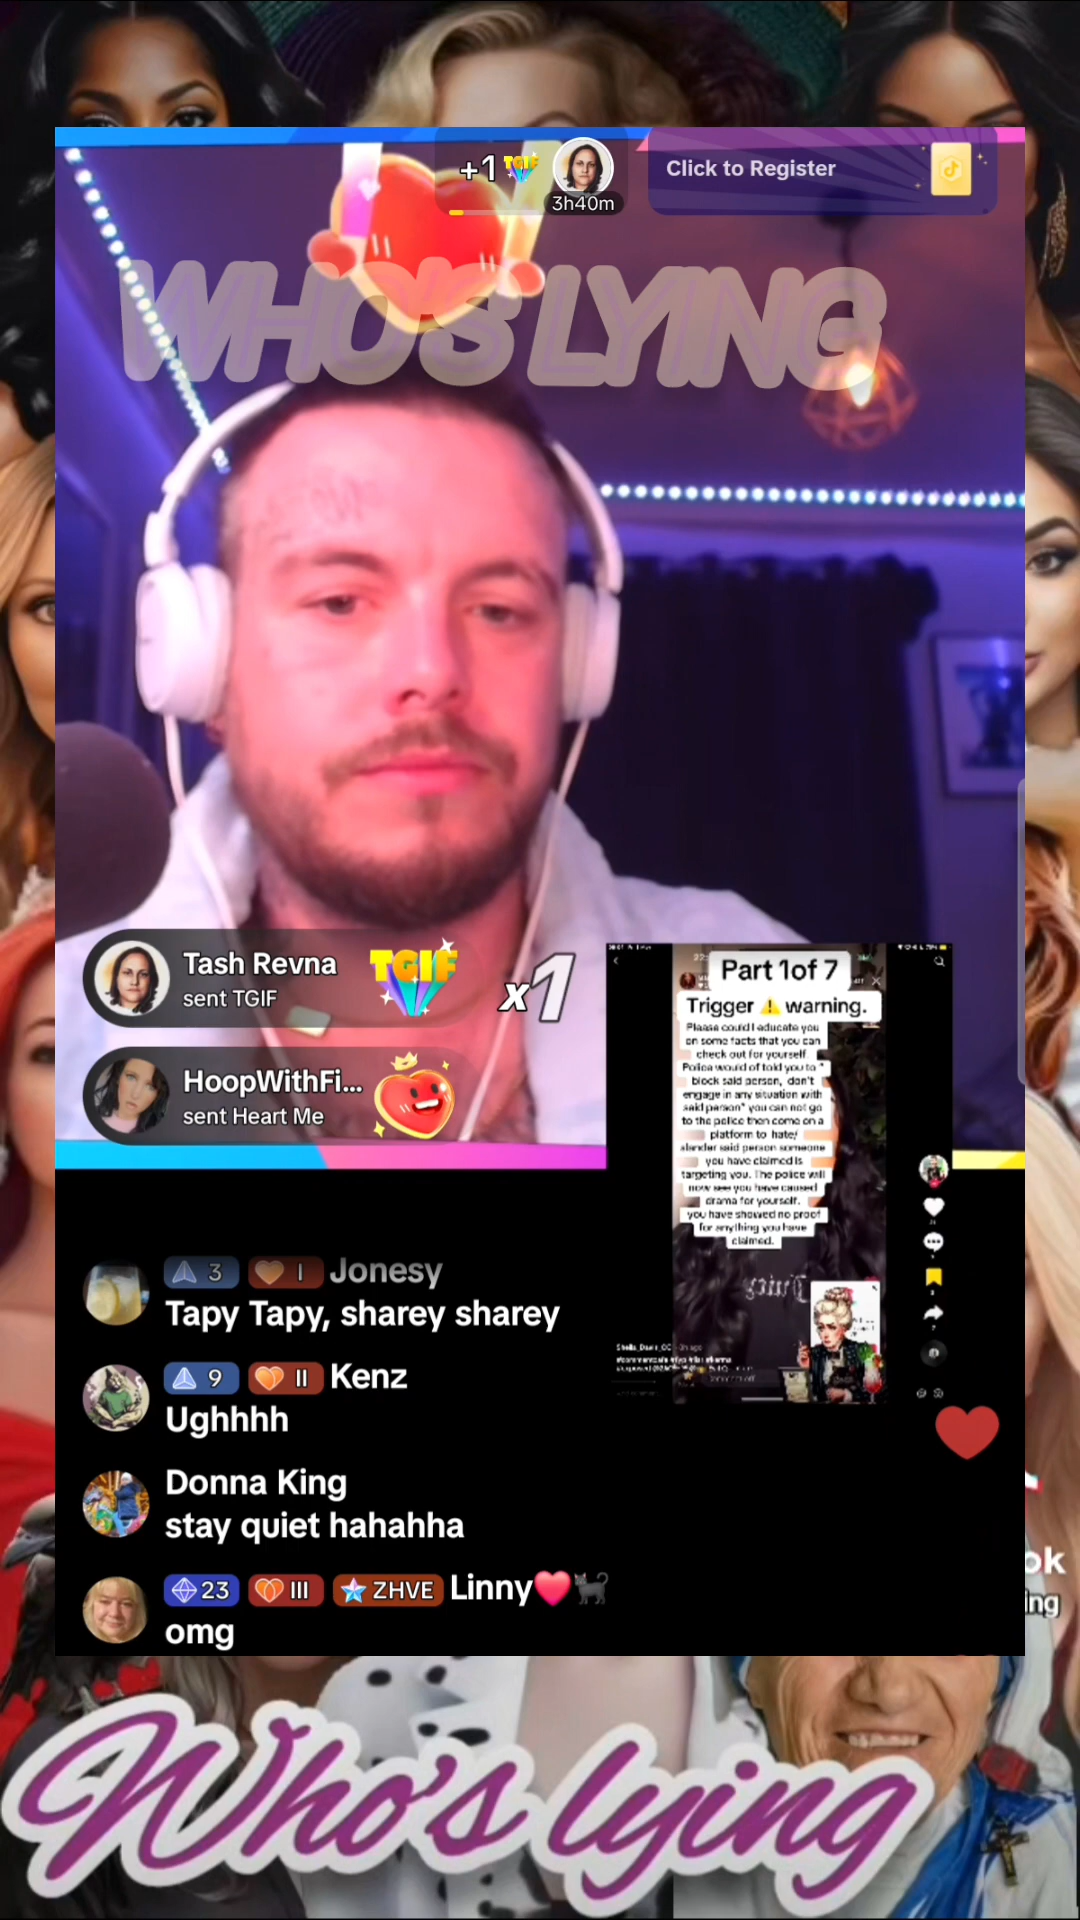 +1 TGIF
3h40m
Click to Register
WHO'S LYING
Tash Revna
sent TGIF
TGIF
x1
HoopWithFi...
sent Heart Me
Part 1of 7
Trigger ⚠️ warning.
Please could I educate you
on some facts that you can
check out for yourself.
Police would of told you to "
block said person, don't
engage in any situation with
said person" you can not go
to the police then come on a
platform to hate/
slander said person someone
you have claimed is
targeting you. The police will
now see you have caused
drama for yourself.
you have showed no proof
for anything you have
claimed.
3 I Jonesy
Tapy Tapy, sharey sharey
9 II Kenz
Ughhhh
Donna King
stay quiet hahahha
23 III ZHVE Linny❤️🐈‍⬛
omg
ok
ing
Who's lying